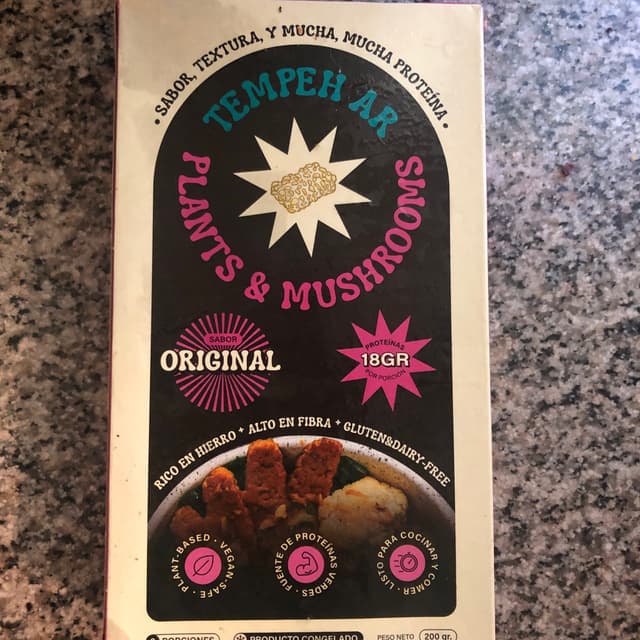 • SABOR, TEXTURA, Y MUCHA, MUCHA PROTEÍNA •
TEMPEH AR
PLANTS & MUSHROOMS
SABOR
ORIGINAL
PROTEÍNAS
18GR
POR PORCIÓN
RICO EN HIERRO + ALTO EN FIBRA + GLUTEN&DAIRY-FREE
PLANT-BASED • VEGAN-SAFE •
FUENTE DE PROTEÍNAS VERDES •
LISTO PARA COCINAR Y COMER •
PORCIONES
PRODUCTO CONGELADO
PESO NETO
200 gr.